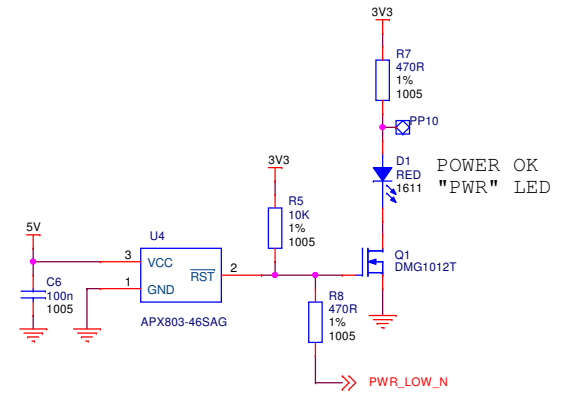 3V3
R7
470R
1%
1005
PP10
D1
RED
1611
POWER OK
"PWR" LED
3V3
R5
10K
1%
1005
5V
U4
3
VCC
RST
2
1
GND
C6
100n
1005
APX803-46SAG
Q1
DMG1012T
R8
470R
1%
1005
PWR_LOW_N